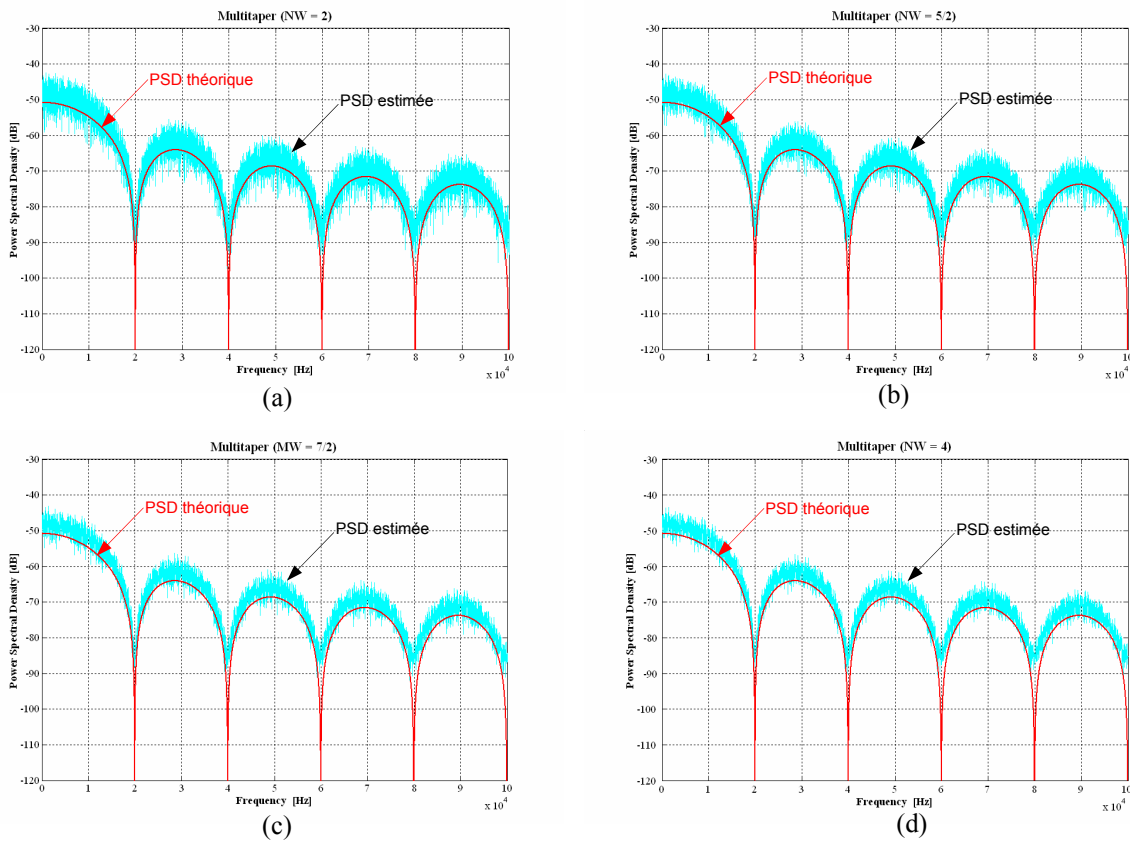 Multitaper (NW = 2)
-30
-40
-50
-60
-70
-80
-90
-100
-110
-120
Power Spectral Density [dB]
PSD théorique
PSD estimée
0 1 2 3 4 5 6 7 8 9 10
Frequency [Hz]
x 10^4
(a)
Multitaper (NW = 5/2)
-30
-40
-50
-60
-70
-80
-90
-100
-110
-120
Power Spectral Density [dB]
PSD théorique
PSD estimée
0 1 2 3 4 5 6 7 8 9 10
Frequency [Hz]
x 10^4
(b)
Multitaper (MW = 7/2)
-30
-40
-50
-60
-70
-80
-90
-100
-110
-120
Power Spectral Density [dB]
PSD théorique
PSD estimée
0 1 2 3 4 5 6 7 8 9 10
Frequency [Hz]
x 10^4
(c)
Multitaper (NW = 4)
-30
-40
-50
-60
-70
-80
-90
-100
-110
-120
Power Spectral Density [dB]
PSD théorique
PSD estimée
0 1 2 3 4 5 6 7 8 9 10
Frequency [Hz]
x 10^4
(d)